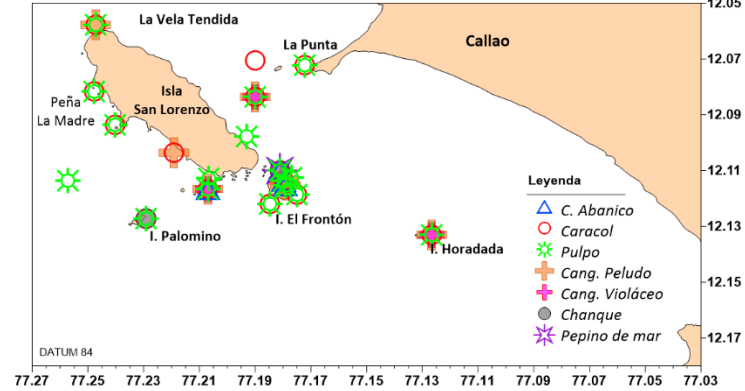 12.05
La Vela Tendida
La Punta
Callao
12.07
Isla
San Lorenzo
Peña
La Madre
12.09
12.11
Leyenda
C. Abanico
I. El Frontón
Caracol
I. Palomino
12.13
I. Horadada
Pulpo
Cang. Peludo
12.15
Cang. Violáceo
Chanque
Pepino de mar
12.17
DATUM 84
77.27 77.25 77.23 77.21 77.19 77.17 77.15 77.13 77.11 77.09 77.07 77.05 77.03